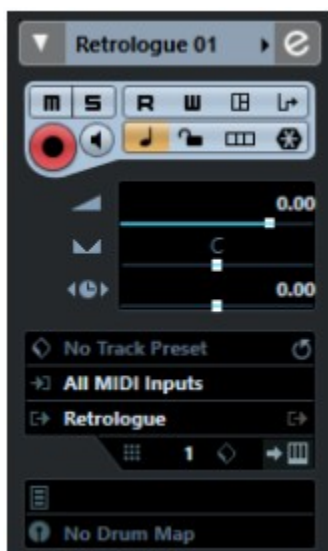 Retrologue 01 e
m S R W
0.00
C
0.00
No Track Preset
All MIDI Inputs
Retrologue
1
No Drum Map